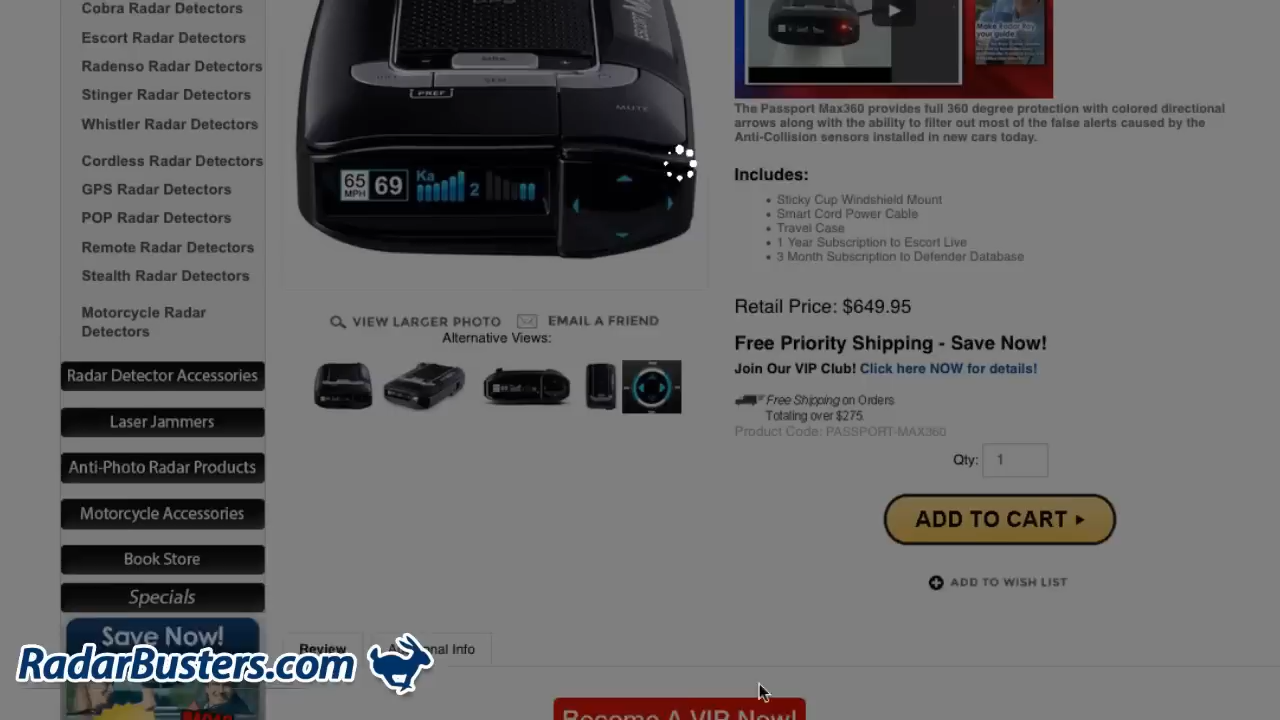 Cobra Radar Detectors
Escort Radar Detectors
Radenso Radar Detectors
Stinger Radar Detectors
Whistler Radar Detectors
Cordless Radar Detectors
GPS Radar Detectors
POP Radar Detectors
Remote Radar Detectors
Stealth Radar Detectors
Motorcycle Radar
Detectors
Radar Detector Accessories
Laser Jammers
Anti-Photo Radar Products
Motorcycle Accessories
Book Store
Specials
Save Now!
RadarBusters.com
PREF
MUTE
65
MPH
69
Ka
2
VIEW LARGER PHOTO
EMAIL A FRIEND
Alternative Views:
Make Radar Roy
your guide.
The Passport Max360 provides full 360 degree protection with colored directional
arrows along with the ability to filter out most of the false alerts caused by the
Anti-Collision sensors installed in new cars today.
Includes:
• Sticky Cup Windshield Mount
• Smart Cord Power Cable
• Travel Case
• 1 Year Subscription to Escort Live
• 3 Month Subscription to Defender Database
Retail Price: $649.95
Free Priority Shipping - Save Now!
Join Our VIP Club! Click here NOW for details!
Free Shipping on Orders
Totaling over $275.
Product Code: PASSPORT-MAX360
Qty: 1
ADD TO CART
ADD TO WISH LIST
Review
Info
Become A VIP Now!